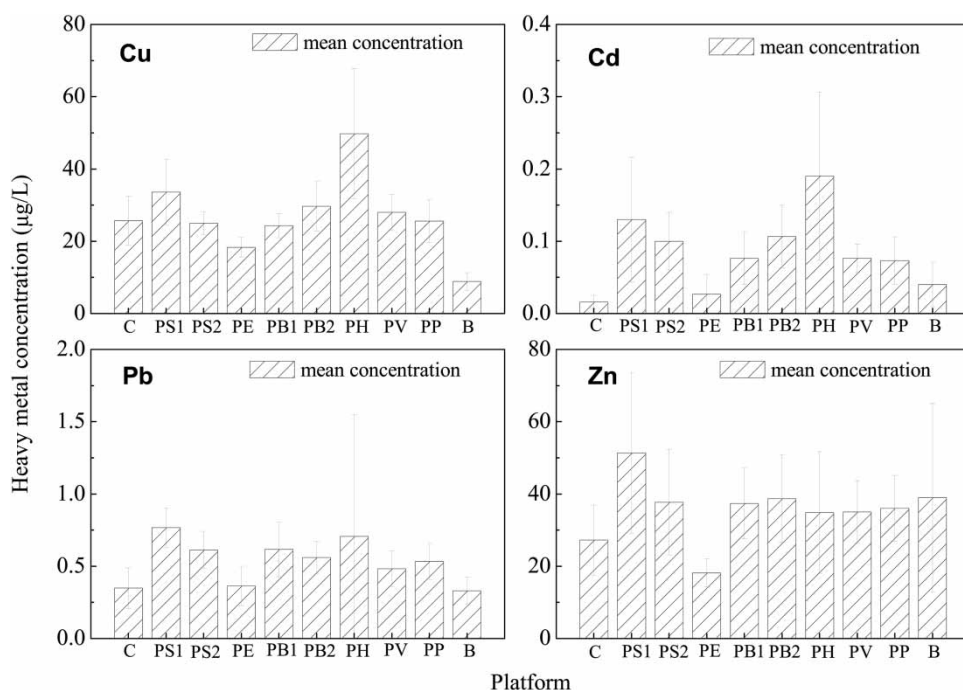 80
60
40
20
0
Cu
mean concentration
C PS1 PS2 PE PB1 PB2 PH PV PP B
0.4
0.3
0.2
0.1
0.0
Cd
mean concentration
C PS1 PS2 PE PB1 PB2 PH PV PP B
Heavy metal concentration (µg/L)
2.0
1.5
1.0
0.5
0.0
Pb
mean concentration
C PS1 PS2 PE PB1 PB2 PH PV PP B
80
60
40
20
0
Zn
mean concentration
C PS1 PS2 PE PB1 PB2 PH PV PP B
Platform